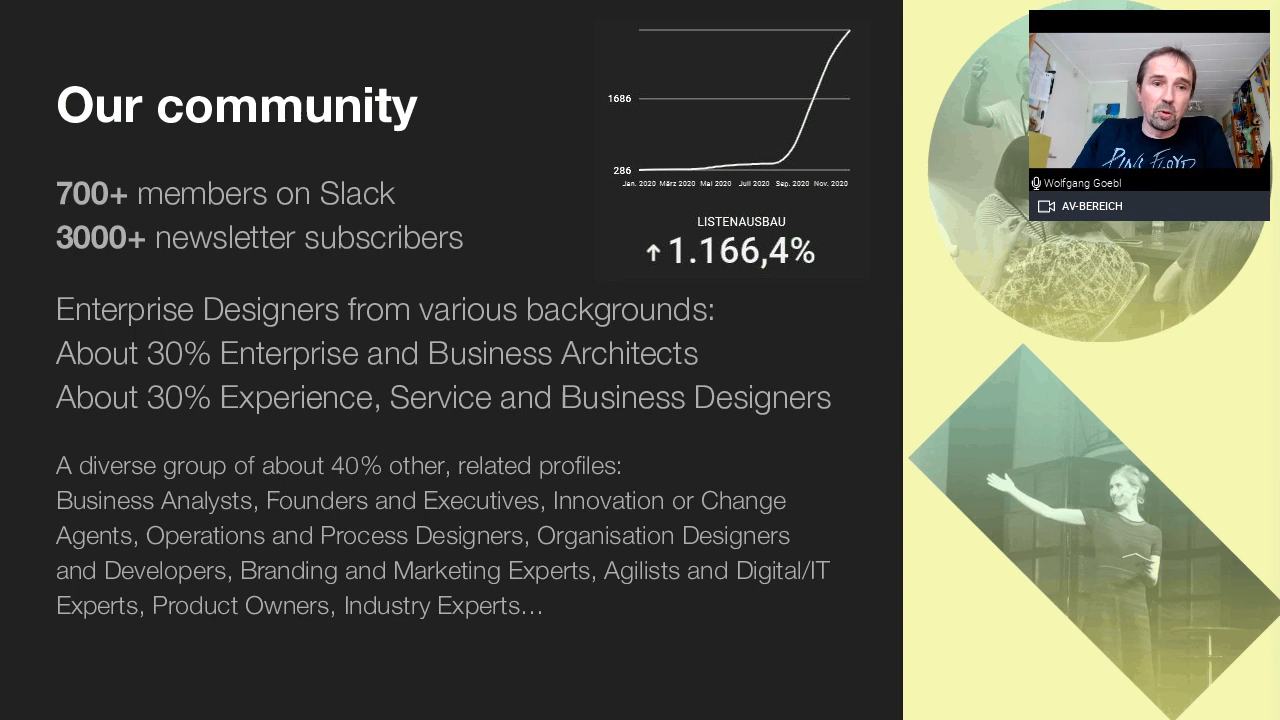 Our community
700+ members on Slack
3000+ newsletter subscribers
1686
286
Jan. 2020 März 2020 Mai 2020 Juli 2020 Sep. 2020 Nov. 2020
LISTENAUSBAU
1.166,4%
Enterprise Designers from various backgrounds:
About 30% Enterprise and Business Architects
About 30% Experience, Service and Business Designers
A diverse group of about 40% other, related profiles:
Business Analysts, Founders and Executives, Innovation or Change
Agents, Operations and Process Designers, Organisation Designers
and Developers, Branding and Marketing Experts, Agilists and Digital/IT
Experts, Product Owners, Industry Experts…
PINK FLOYD
Wolfgang Goebl
AV-BEREICH